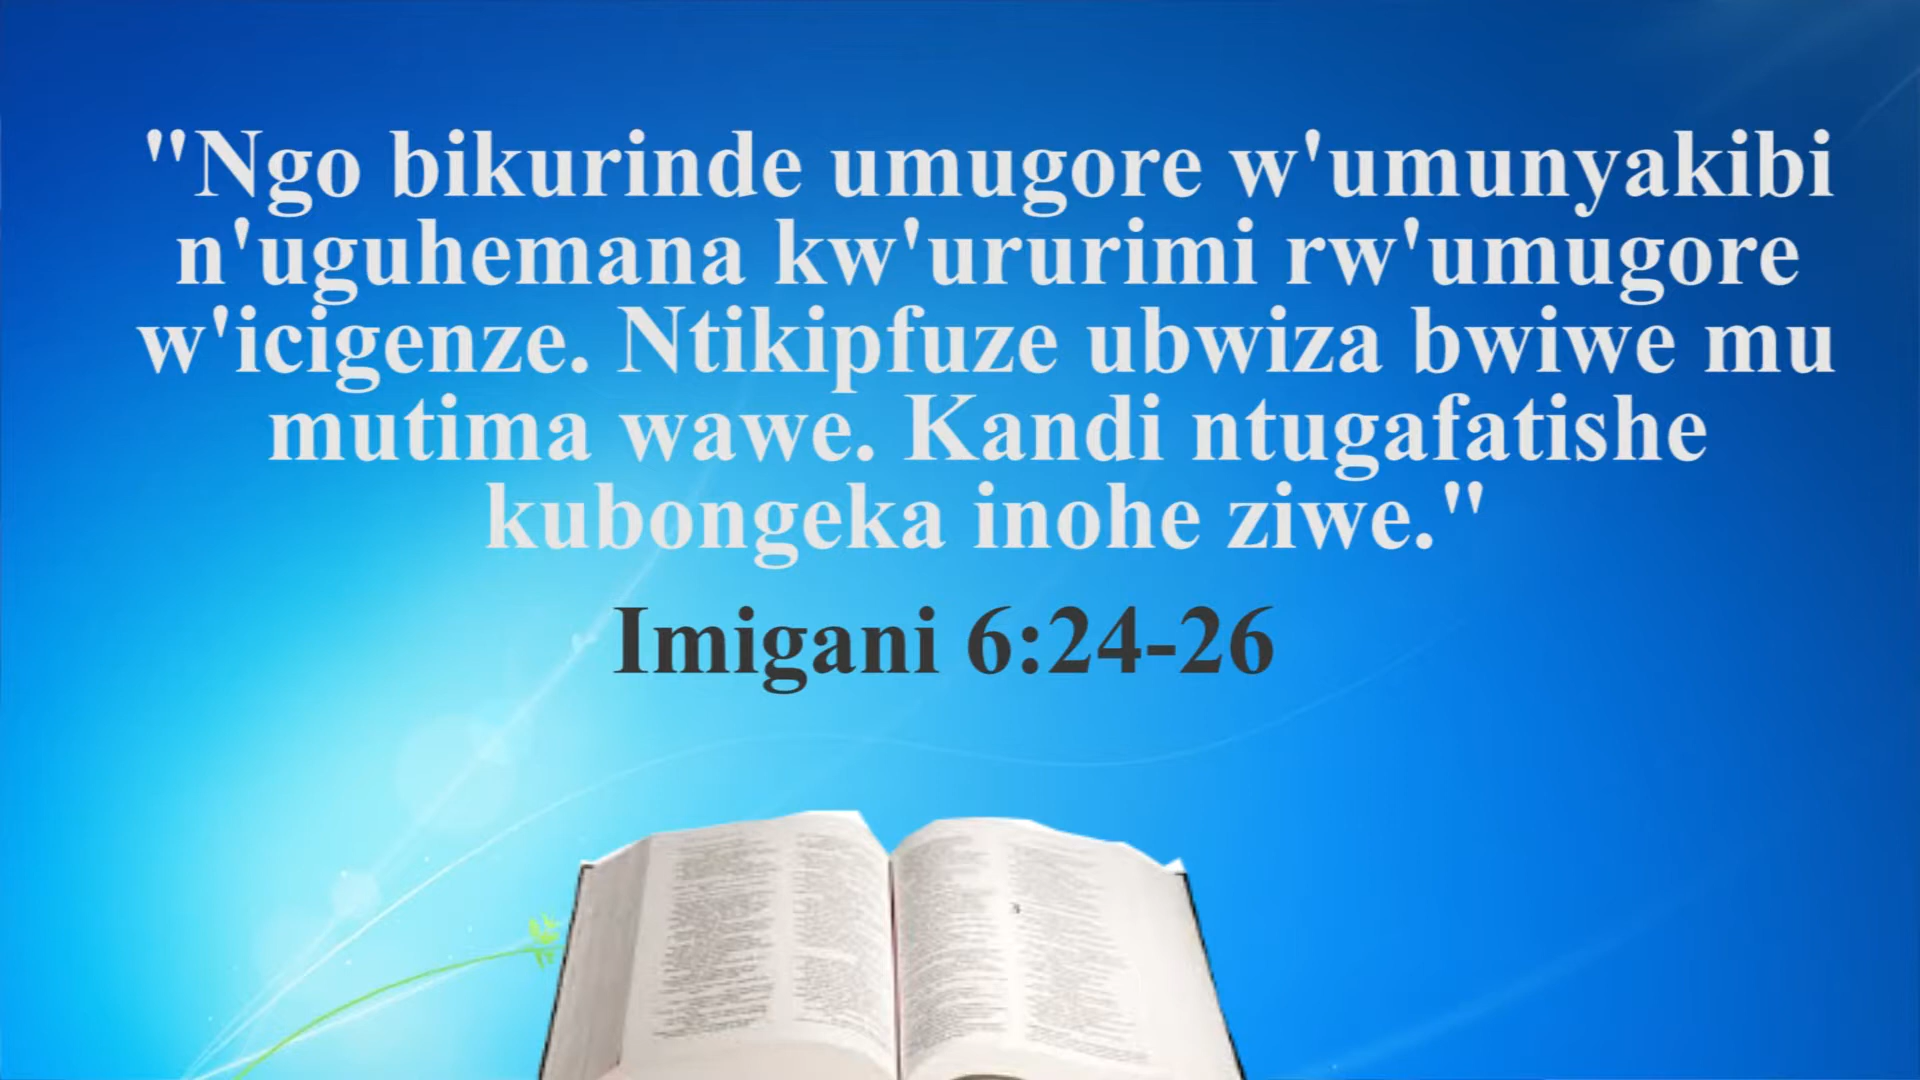 "Ngo bikurinde umugore w'umunyakibi
n'uguhemana kw'ururimi rw'umugore
w'icigenze. Ntikipfuze ubwiza bwiwe mu
mutima wawe. Kandi ntugafatishe
kubongeka inohe ziwe."
Imigani 6:24-26